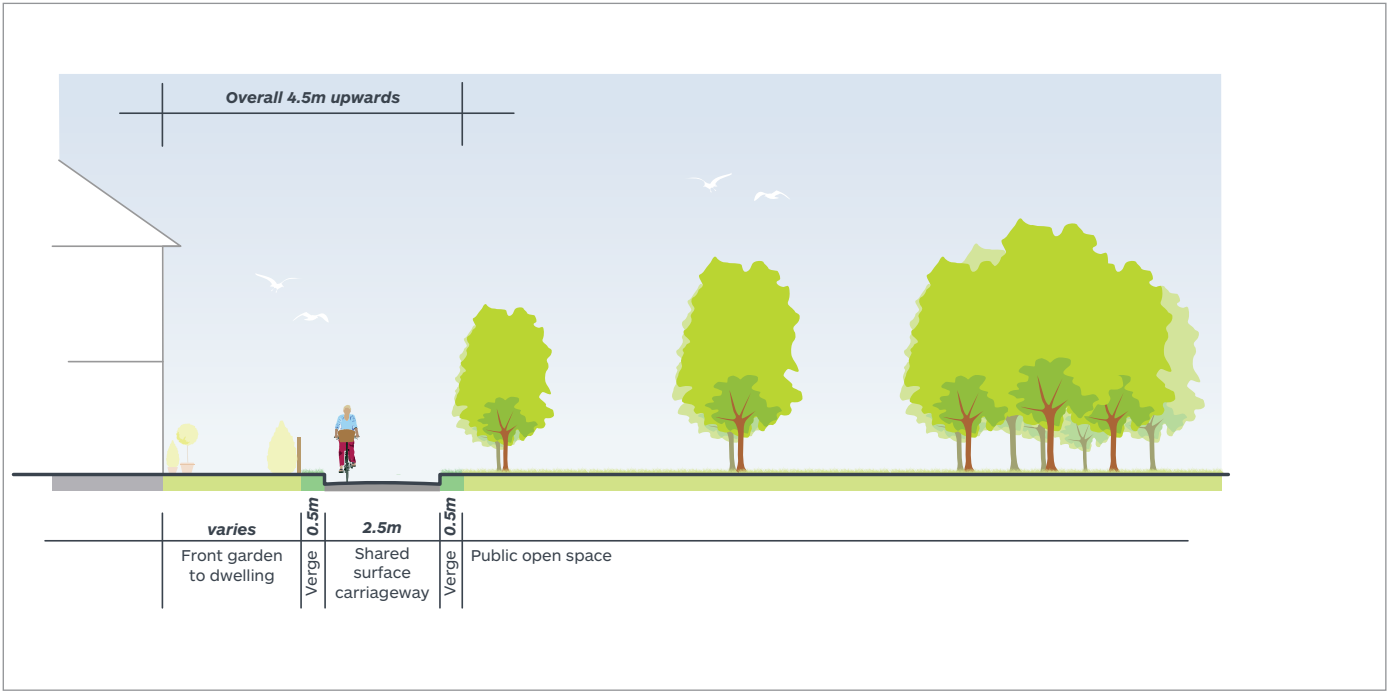 Overall 4.5m upwards
varies
0.5m
2.5m
0.5m
Front garden
to dwelling
Verge
Shared
surface
carriageway
Verge
Public open space